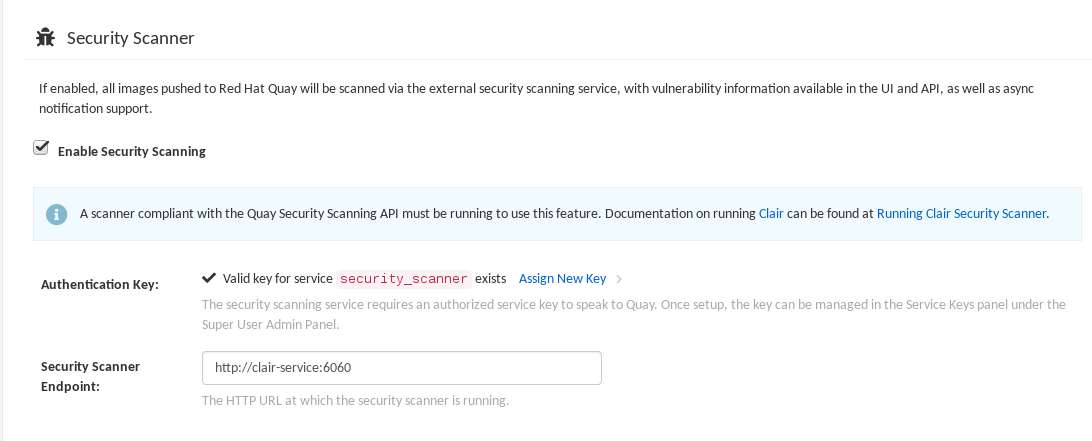 Security Scanner
If enabled, all images pushed to Red Hat Quay will be scanned via the external security scanning service, with vulnerability information available in the UI and API, as well as async
notification support.
Enable Security Scanning
A scanner compliant with the Quay Security Scanning API must be running to use this feature. Documentation on running Clair can be found at Running Clair Security Scanner.
Authentication Key:
Valid key for service security_scanner exists Assign New Key
The security scanning service requires an authorized service key to speak to Quay. Once setup, the key can be managed in the Service Keys panel under the
Super User Admin Panel.
Security Scanner
Endpoint:
http://clair-service:6060
The HTTP URL at which the security scanner is running.